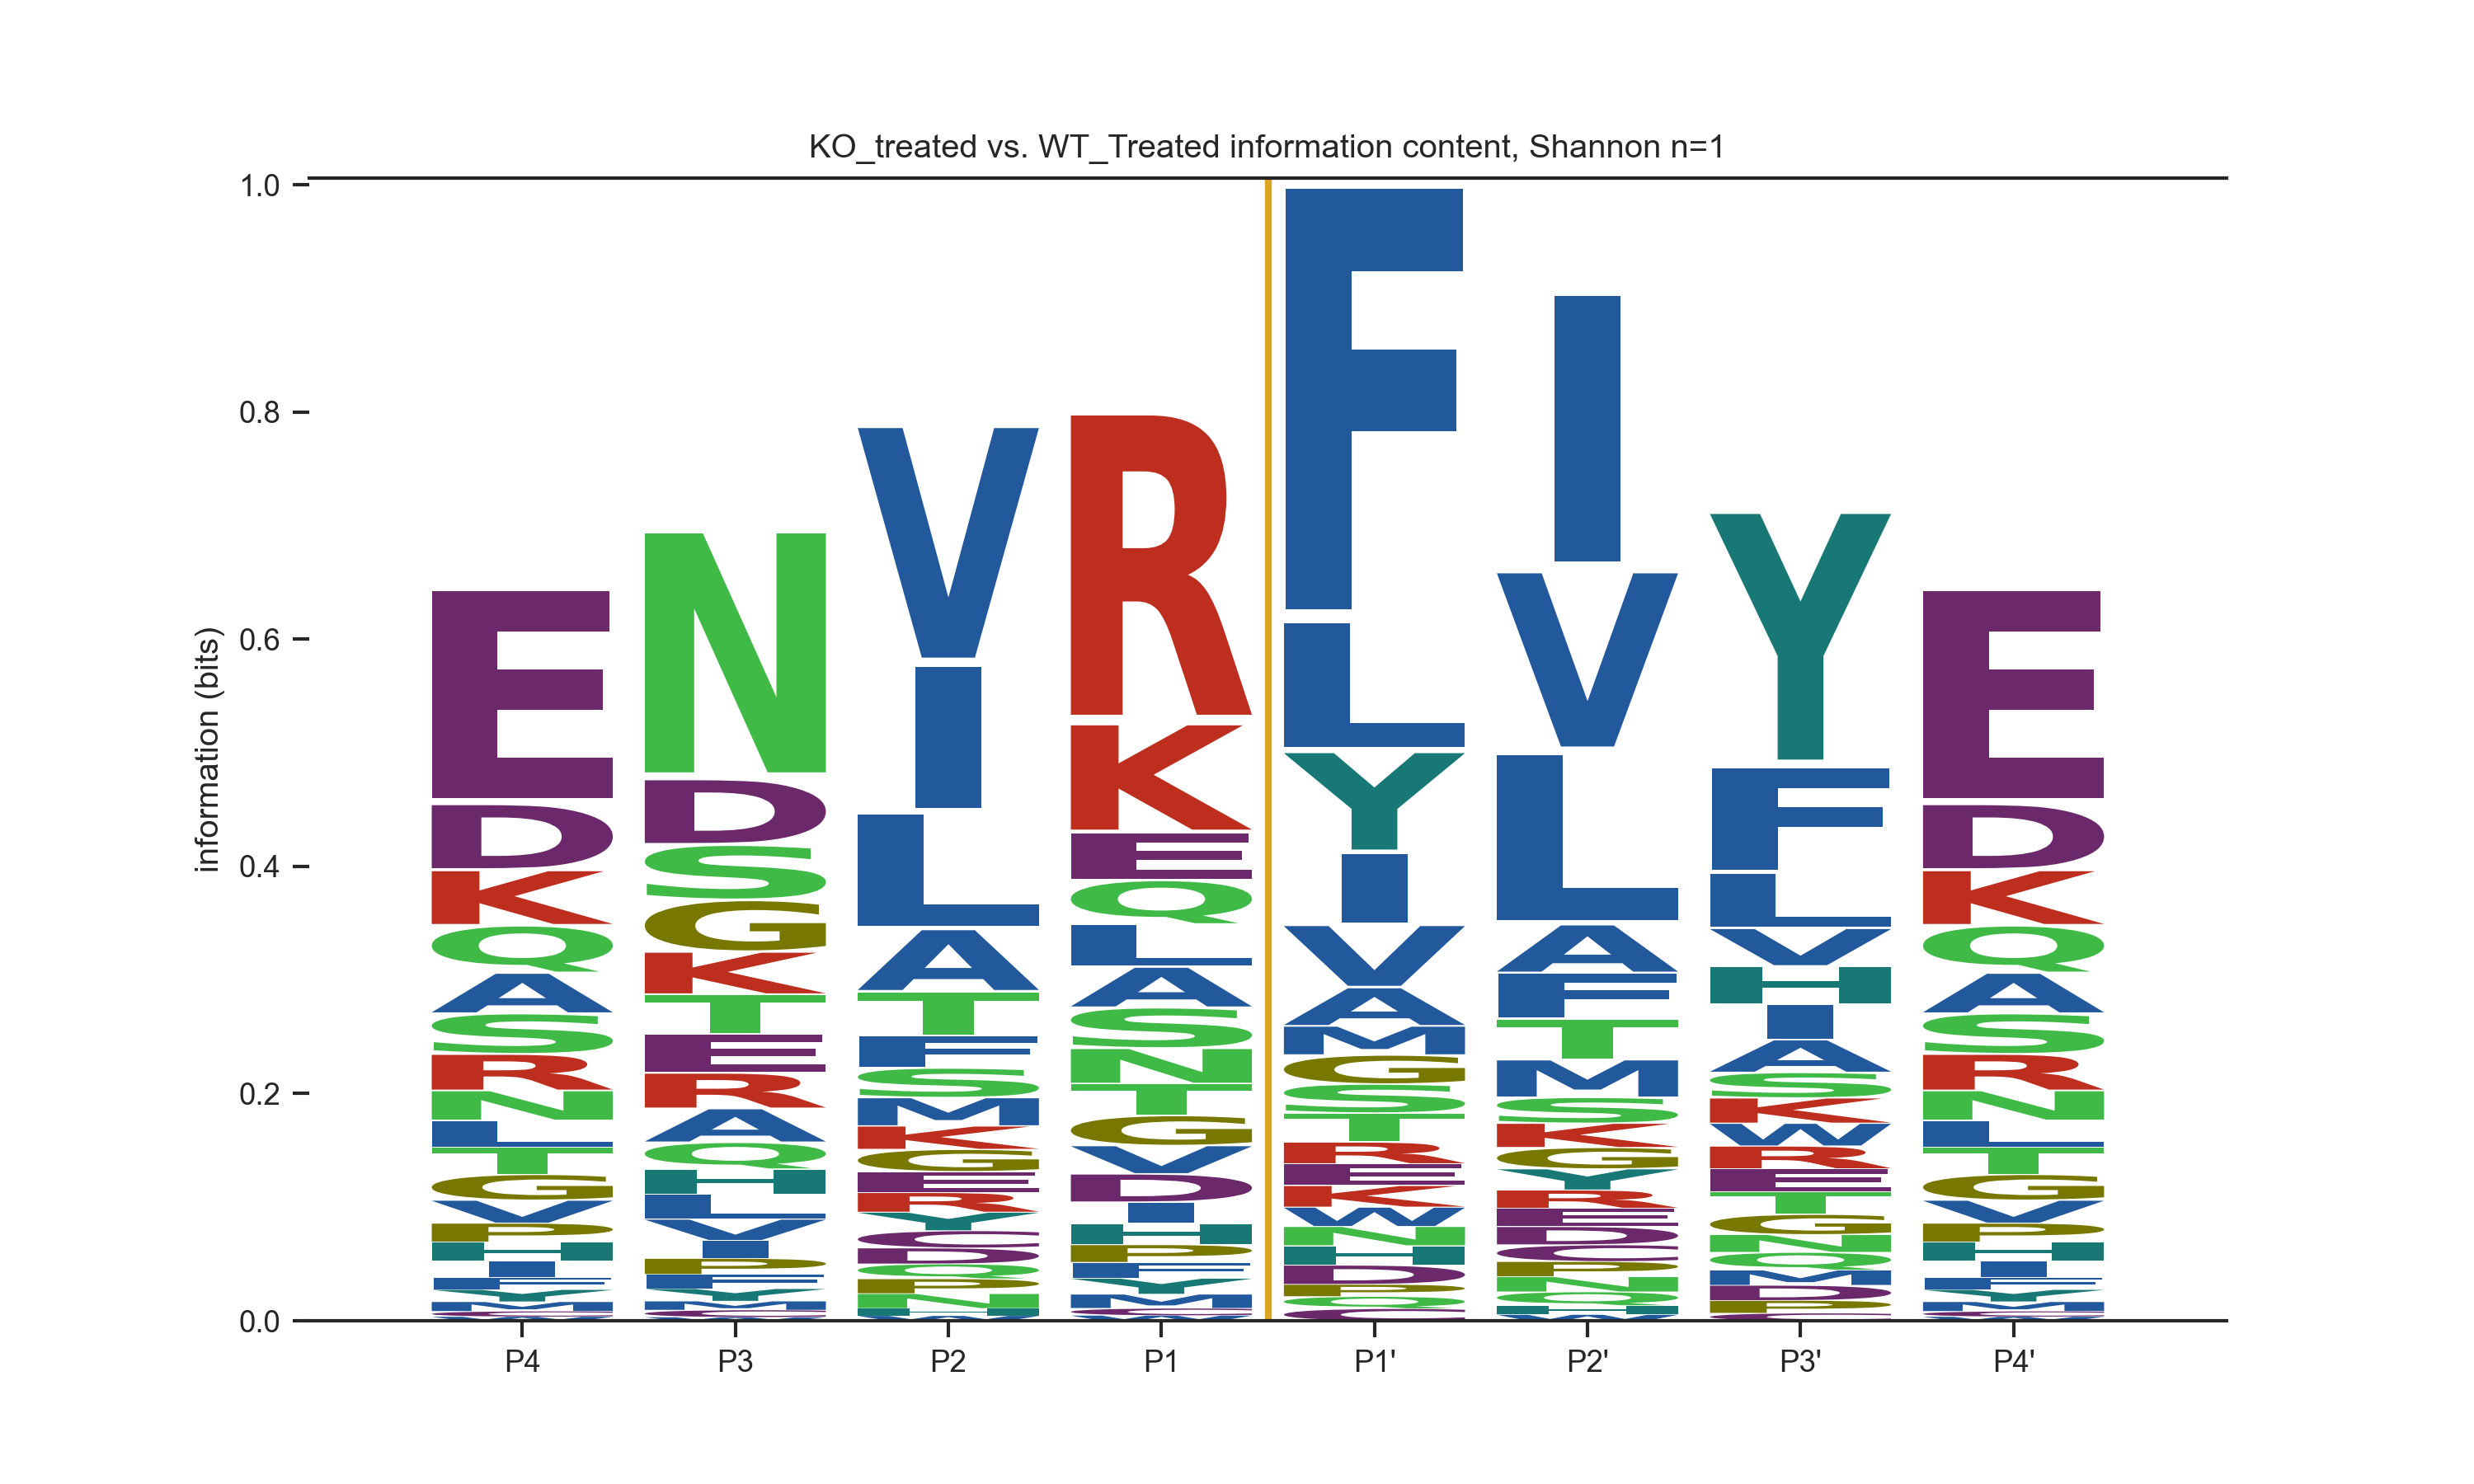 KO_treated vs. WT_Treated information content, Shannon n=1
1.0
0.8
0.6
0.4
0.2
0.0
information (bits)
E D K Q A S R N L T G V P H I F Y M C W
N D S G K T E R A Q H L V I P F Y M C W
V I L A T F S M K G E R Y C D Q P N H W
R K E Q L A S N T G V D I H P F Y M C W
F L Y I V A M G S T R E K W N H D P Q C
I V L A F T M S K G Y R E D C P N Q H W
Y F L V H I A S K W R E T G N Q M D P C
E D K Q A S R N L T G V P H I F Y M C W
P4 P3 P2 P1 P1' P2' P3' P4'